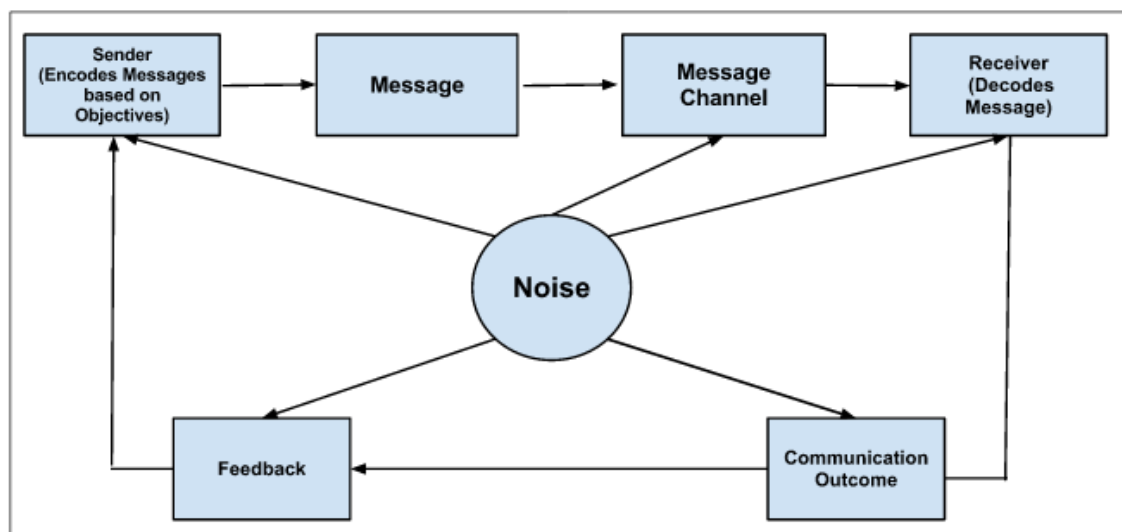 Sender
(Encodes Messages
based on
Objectives)
Message
Message
Channel
Receiver
(Decodes
Message)
Noise
Feedback
Communication
Outcome